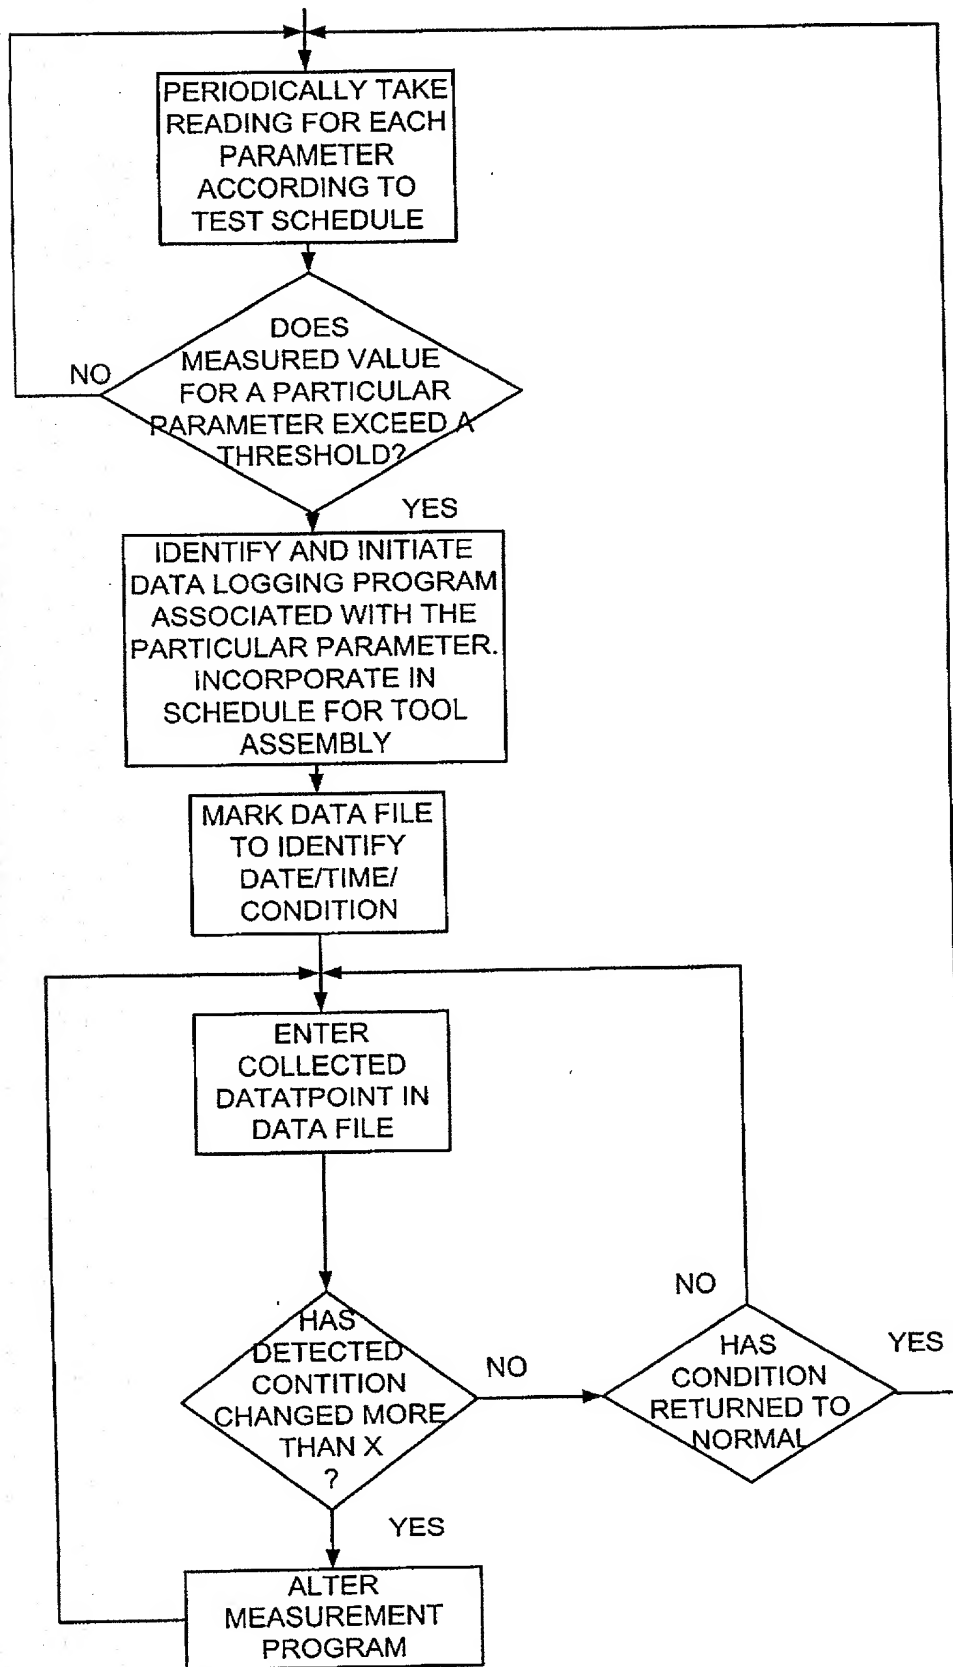 PERIODICALLY TAKE
READING FOR EACH
PARAMETER
ACCORDING TO
TEST SCHEDULE
DOES
MEASURED VALUE
FOR A PARTICULAR
PARAMETER EXCEED A
THRESHOLD?
NO
YES
IDENTIFY AND INITIATE
DATA LOGGING PROGRAM
ASSOCIATED WITH THE
PARTICULAR PARAMETER.
INCORPORATE IN
SCHEDULE FOR TOOL
ASSEMBLY
MARK DATA FILE
TO IDENTIFY
DATE/TIME/
CONDITION
ENTER
COLLECTED
DATATPOINT IN
DATA FILE
HAS
DETECTED
CONTITION
CHANGED MORE
THAN X
?
NO
YES
HAS
CONDITION
RETURNED TO
NORMAL
NO
YES
ALTER
MEASUREMENT
PROGRAM